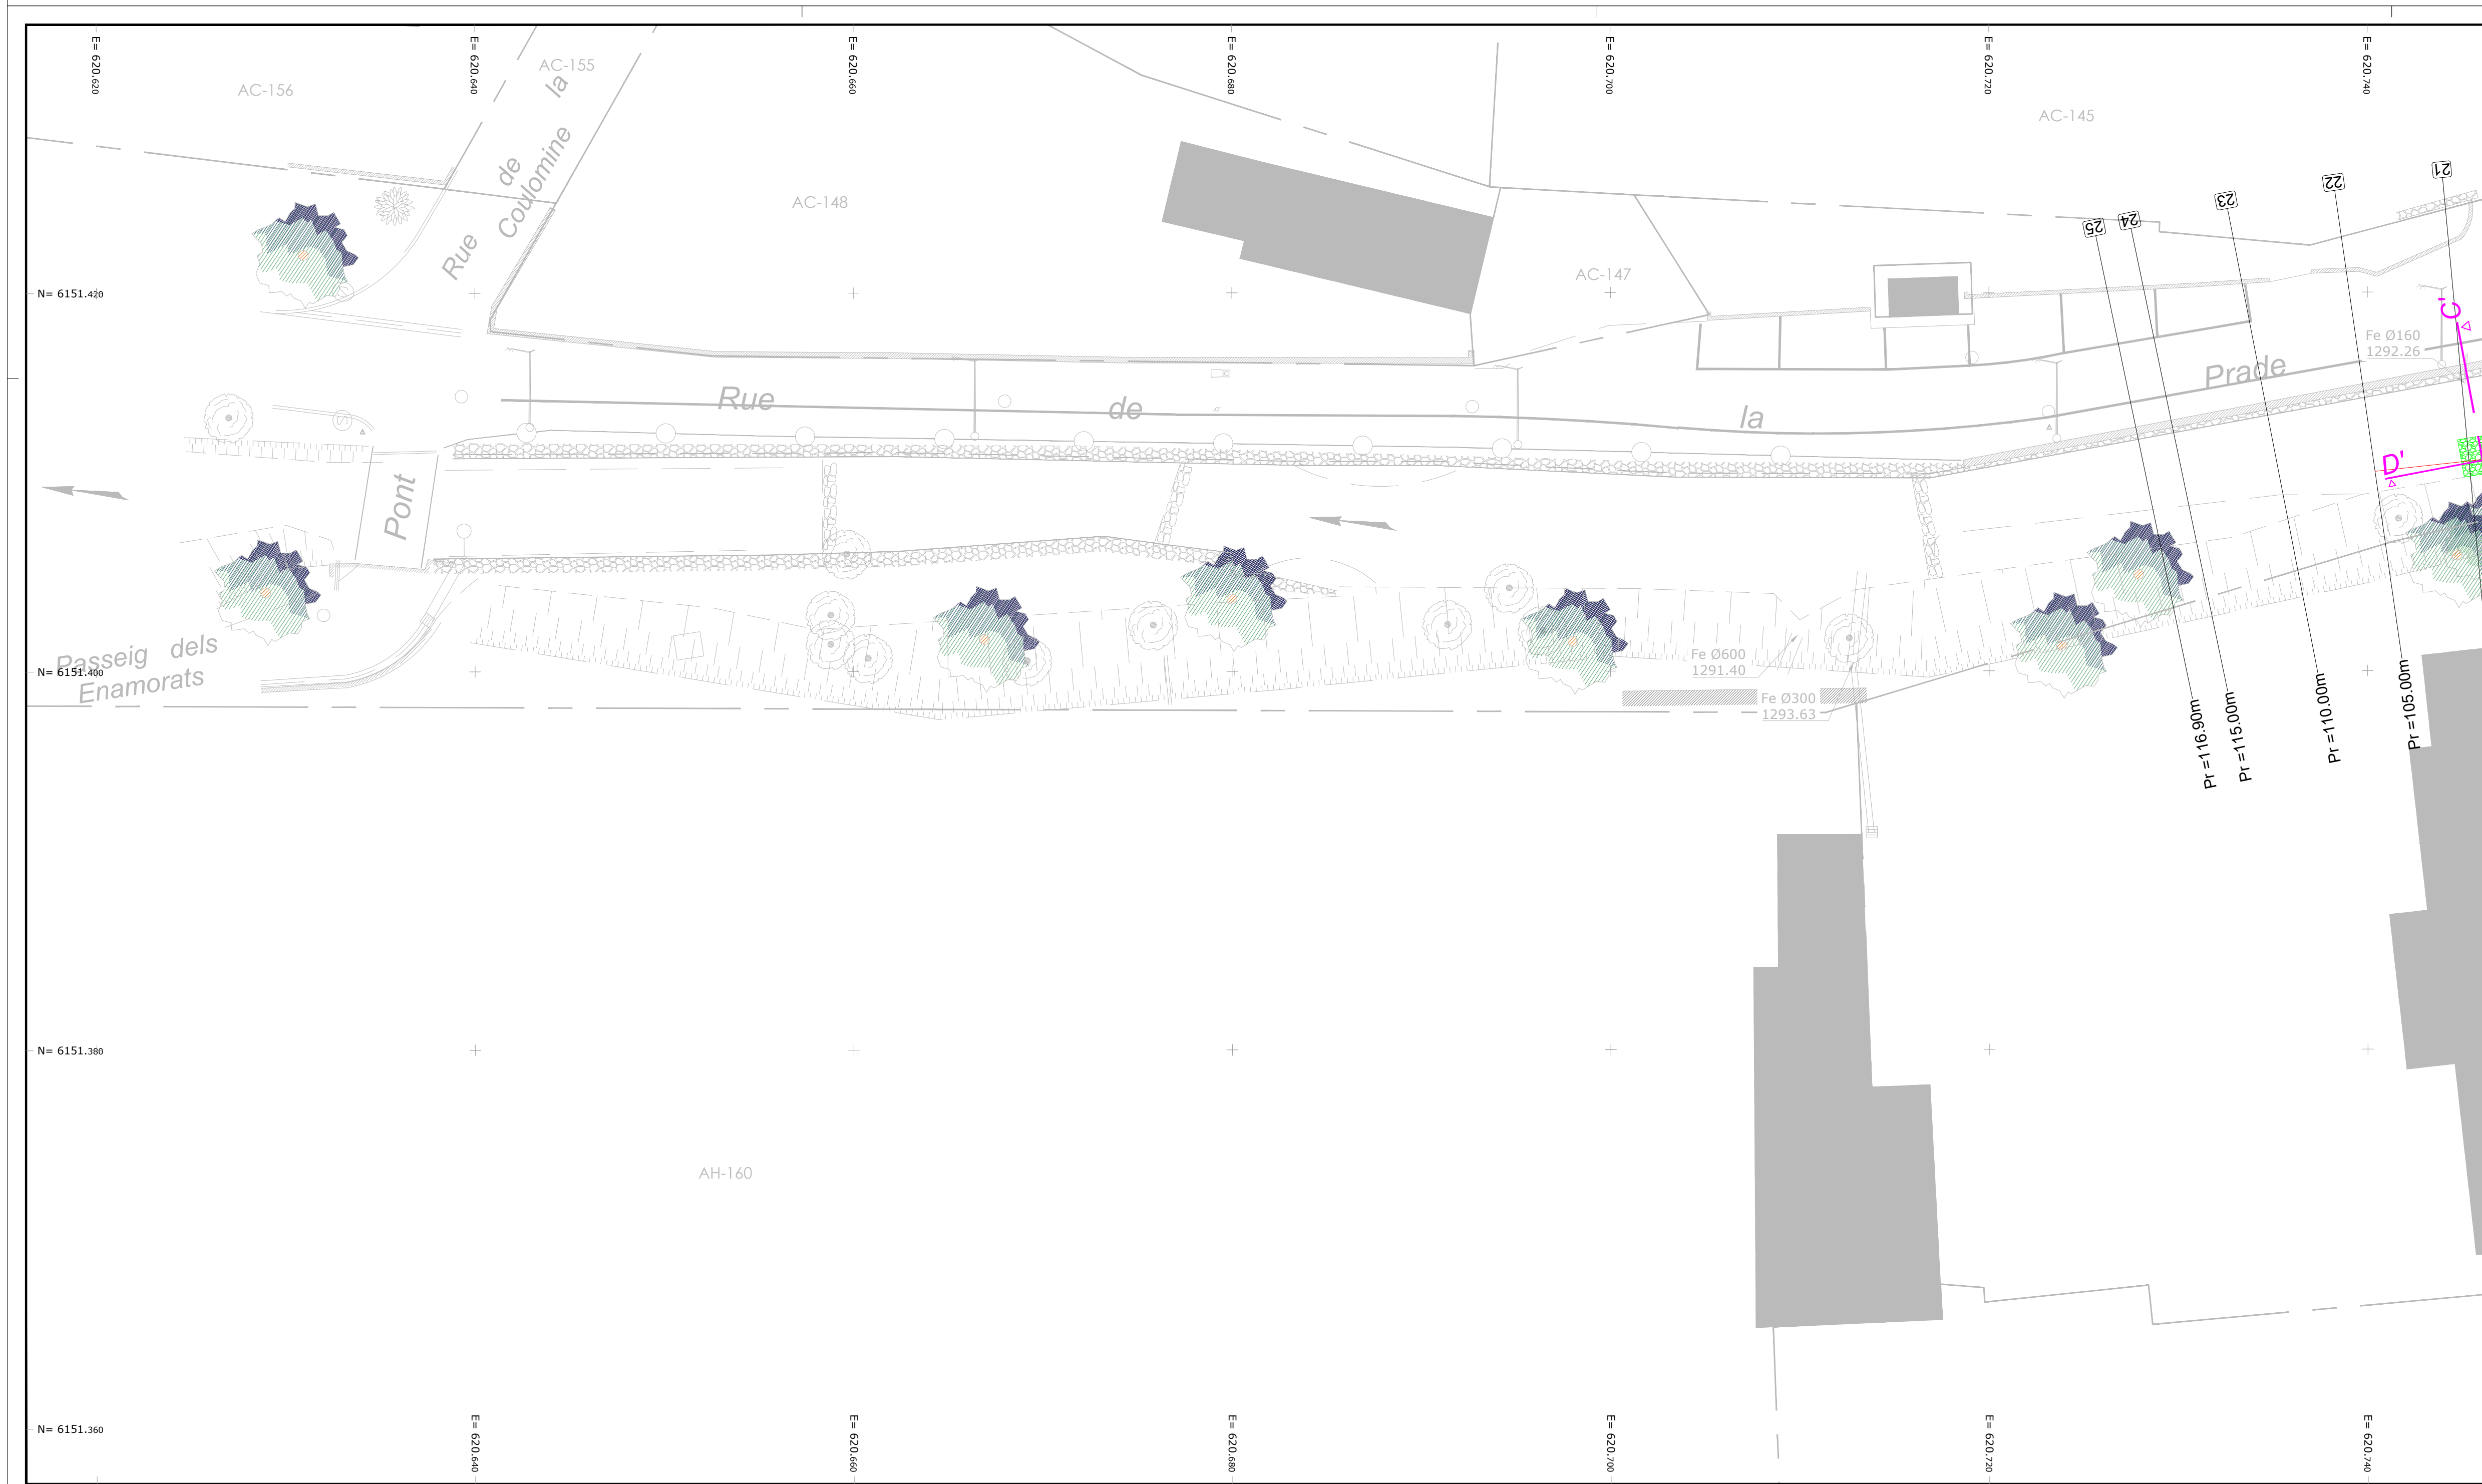 E= 620.620
E= 620.640
E= 620.660
E= 620.680
E= 620.700
E= 620.720
E= 620.740
AC-156
AC-155
AC-148
AC-147
AC-145
Rue de la
Coulomine
21
22
23
24
25
N= 6151.420
C'
Fe Ø160
1292.26
Rue de la Prade
S
D'
Pont
Passeig dels
Enamorats
N= 6151.400
Fe Ø600
1291.40
Fe Ø300
1293.63
Pr =116.90m
Pr =115.00m
Pr =110.00m
Pr =105.00m
N= 6151.380
AH-160
N= 6151.360
E= 620.640
E= 620.660
E= 620.680
E= 620.700
E= 620.720
E= 620.740